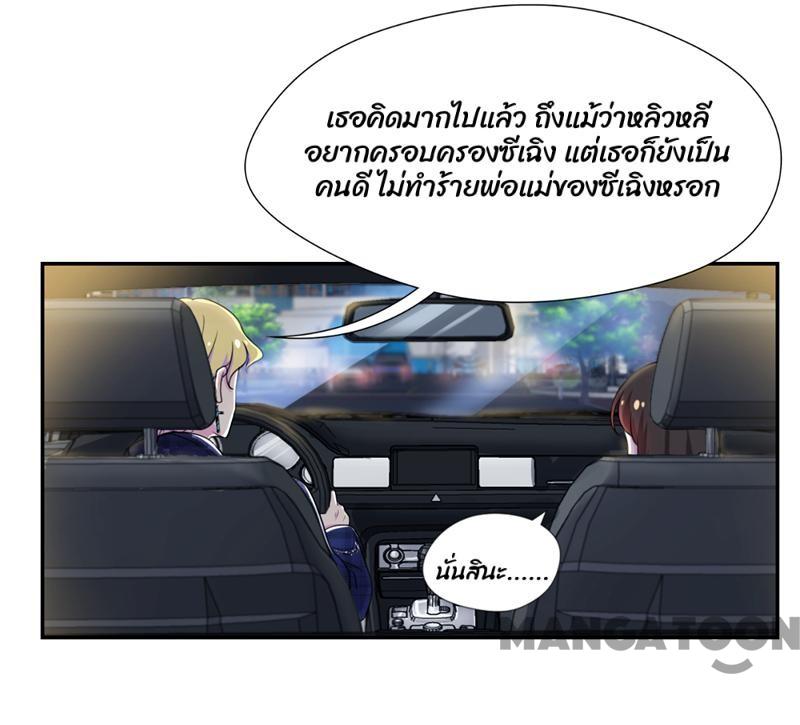 เธอคิดมากไปแล้ว ถึงแม้ว่าหลิวหลี
อยากครอบครองซีเฉิง แต่เธอก็ยังเป็น
คนดี ไม่ทำร้ายพ่อแม่ของซีเฉิงหรอก
นั่นสินะ......
MANGATOON